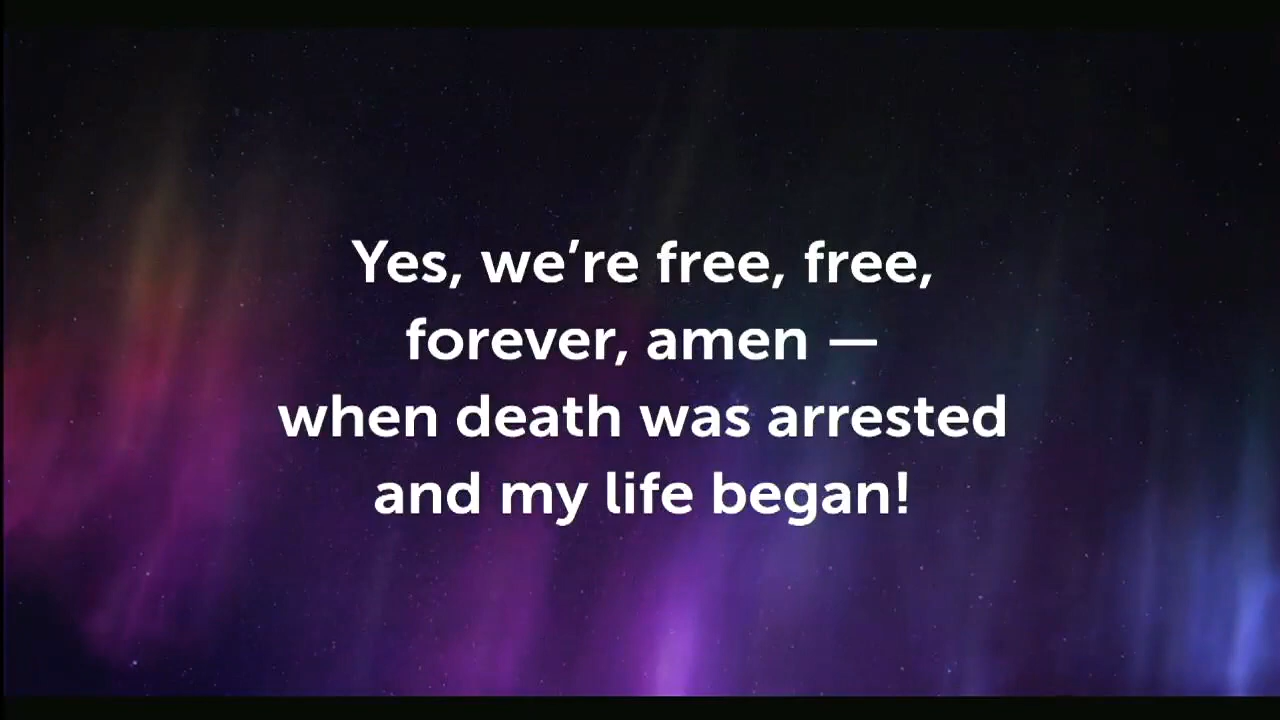 Yes, we’re free, free,
forever, amen —
when death was arrested
and my life began!